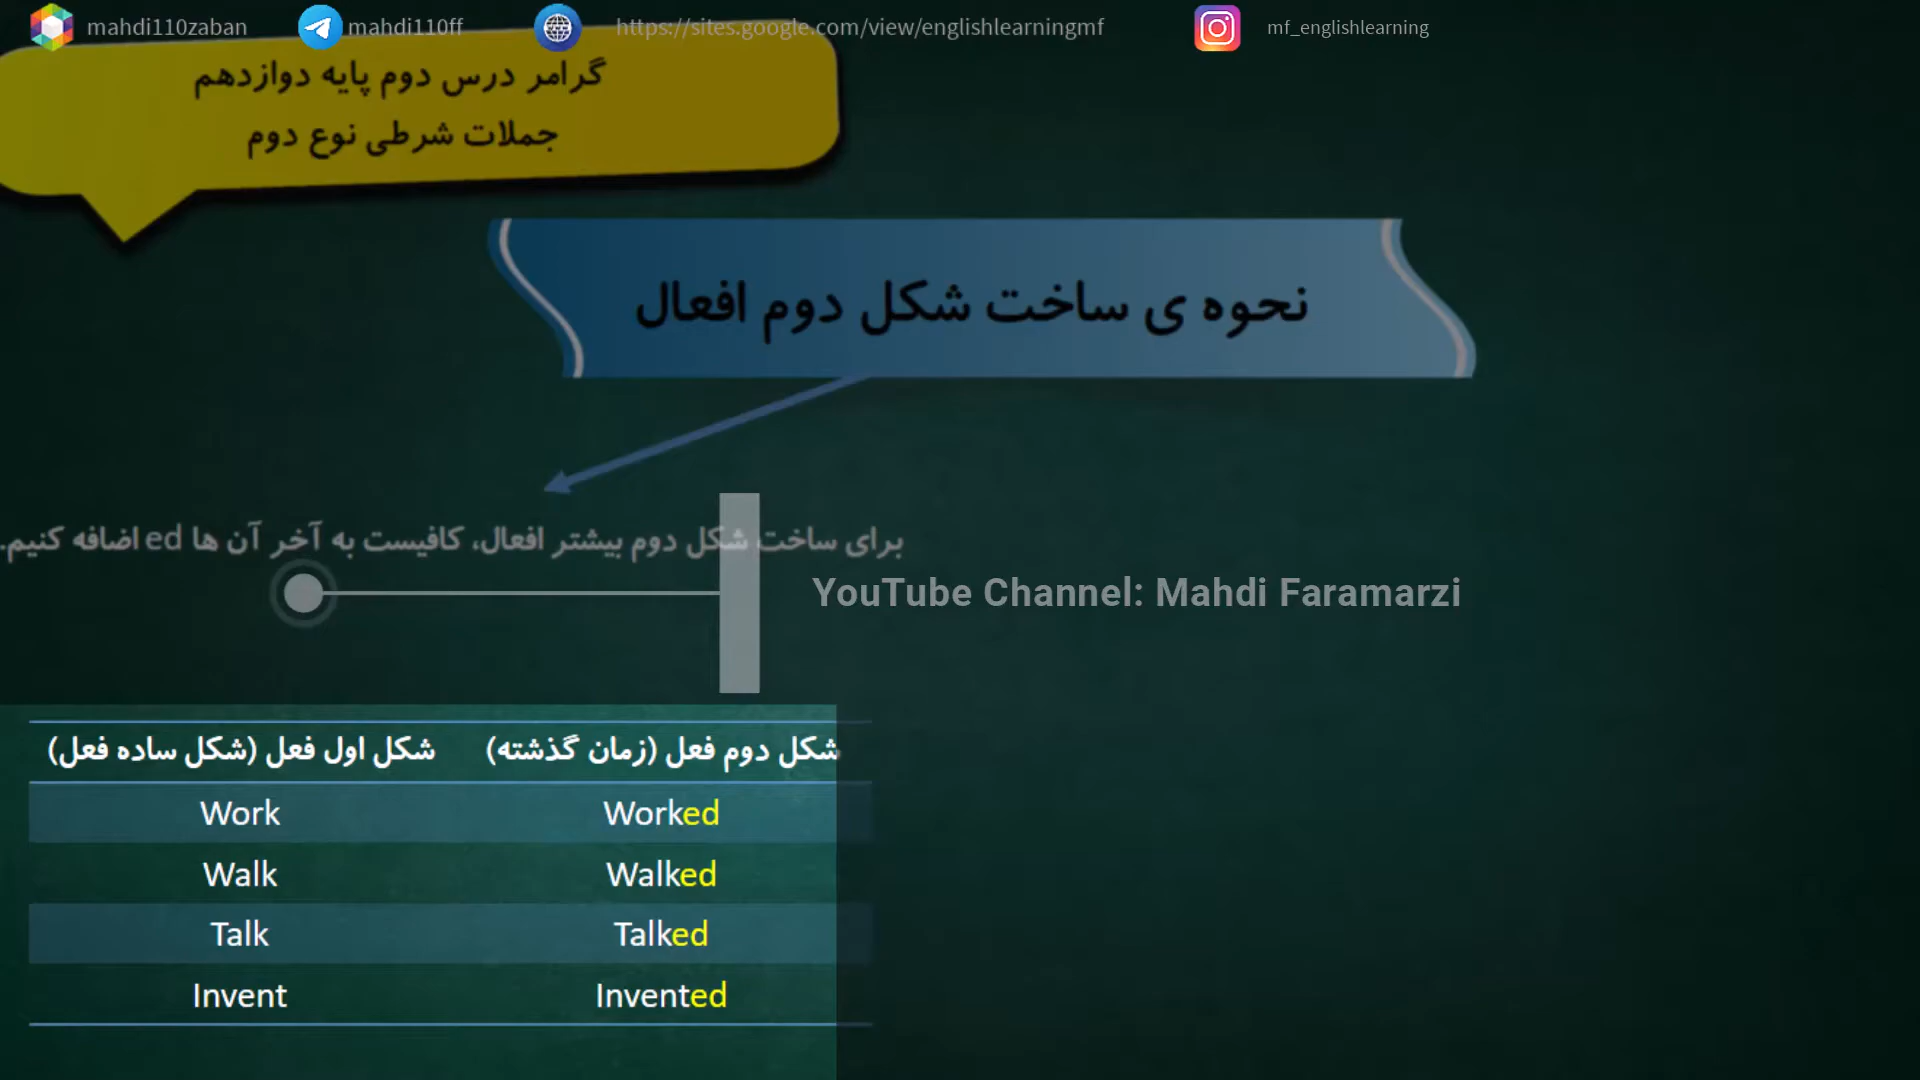 mahdi110zaban mahdi110ff https://sites.google.com/view/englishlearningmf mf_englishlearning
گرامر درس دوم پایه دوازدهم
جملات شرطی نوع دوم
نحوه ی ساخت شکل دوم افعال
برای ساخت شکل دوم بیشتر افعال، کافیست به آخر آن ها ed اضافه کنیم.
YouTube Channel: Mahdi Faramarzi
شکل اول فعل (شکل ساده فعل) شکل دوم فعل (زمان گذشته)
Work Worked
Walk Walked
Talk Talked
Invent Invented